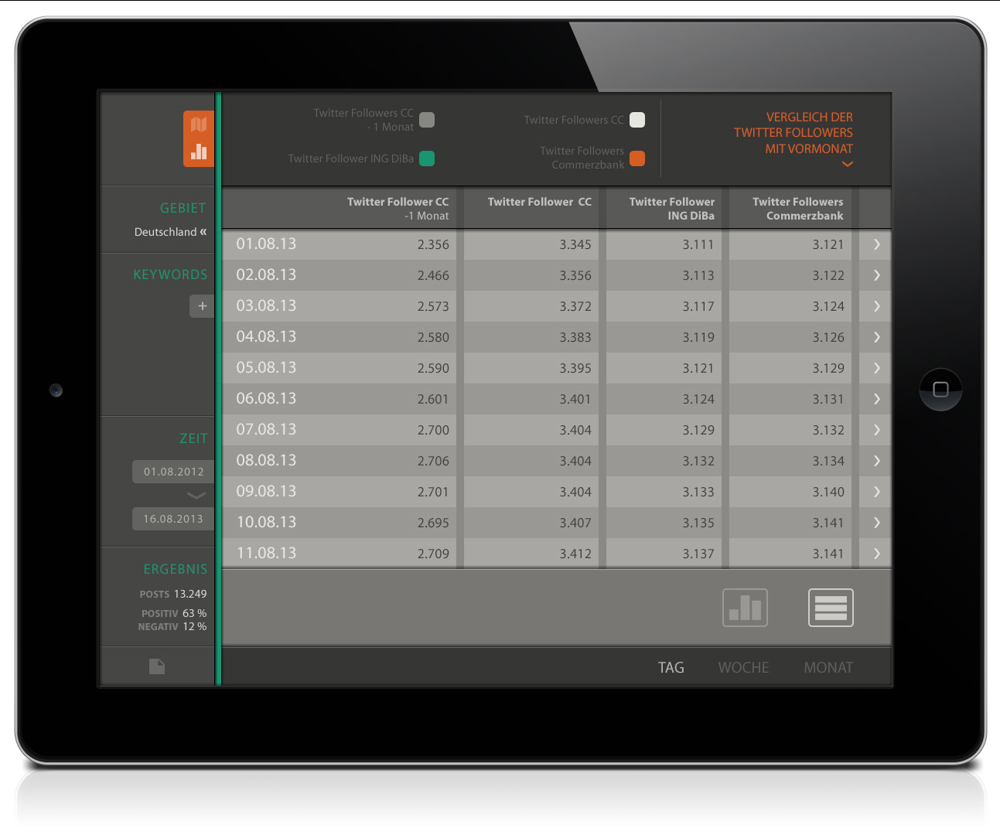 Twitter Followers CC
- 1 Monat
Twitter Followers CC
Twitter Follower ING DIBa
Twitter Followers
Commerzbank
VERGLEICH DER
TWITTER FOLLOWERS
MIT VORMONAT
GEBIET
Deutschland «
KEYWORDS
+
ZEIT
01.08.2012
16.08.2013
ERGEBNIS
POSTS 13.249
POSITIV 63 %
NEGATIV 12 %
Twitter Follower CC
-1 Monat
Twitter Follower CC
Twitter Follower
ING DiBa
Twitter Followers
Commerzbank
01.08.13 2.356 3.345 3.111 3.121
02.08.13 2.466 3.356 3.113 3.122
03.08.13 2.573 3.372 3.117 3.124
04.08.13 2.580 3.383 3.119 3.126
05.08.13 2.590 3.395 3.121 3.129
06.08.13 2.601 3.401 3.124 3.131
07.08.13 2.700 3.404 3.129 3.132
08.08.13 2.706 3.404 3.132 3.134
09.08.13 2.701 3.404 3.133 3.140
10.08.13 2.695 3.407 3.135 3.141
11.08.13 2.709 3.412 3.137 3.141
TAG WOCHE MONAT